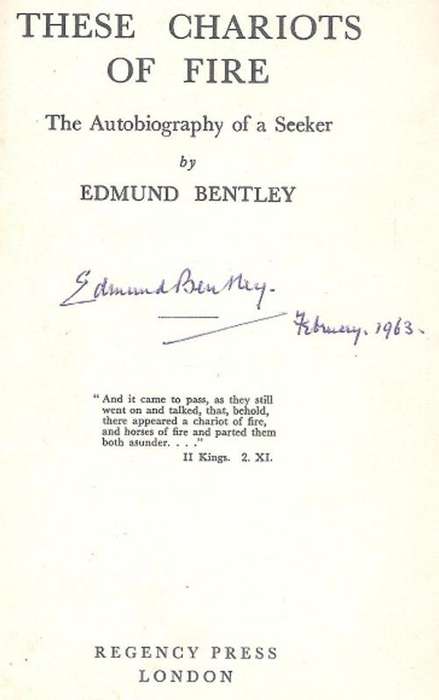 THESE CHARIOTS
OF FIRE
The Autobiography of a Seeker
by
EDMUND BENTLEY
Edmund Bentley.
February, 1963.
"And it came to pass, as they still
went on and talked, that, behold,
there appeared a chariot of fire,
and horses of fire and parted them
both asunder. . . ."
II Kings. 2. XI.
REGENCY PRESS
LONDON